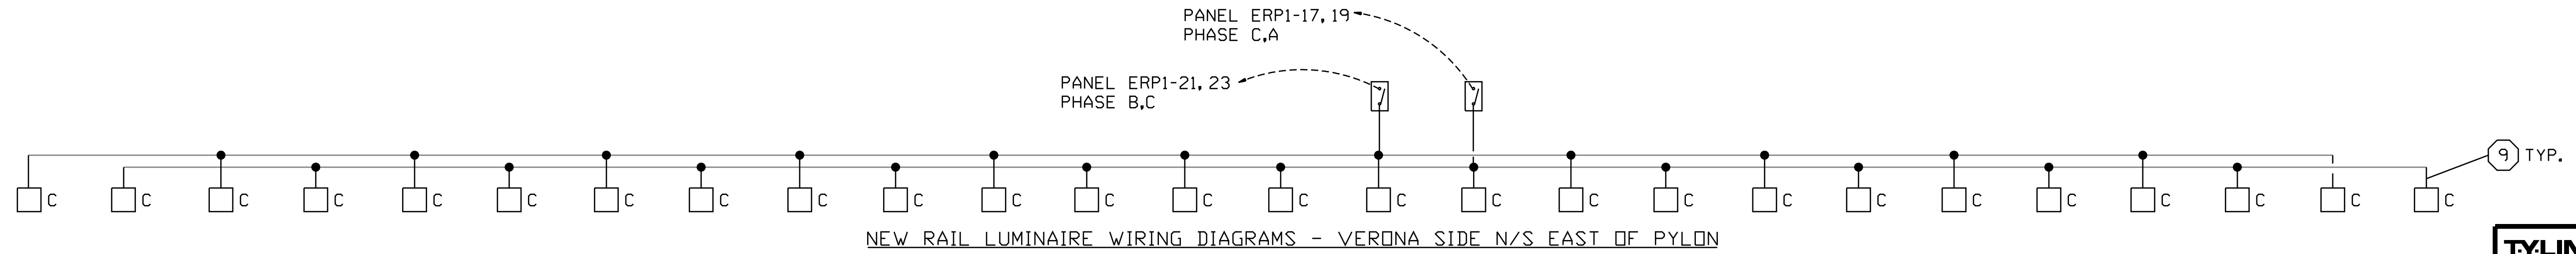 PANEL ERP1-17,19
PHASE C,A
PANEL ERP1-21,23
PHASE B,C
9 TYP.
C C C C C C C C C C C C C C C C C C C C C C C C C C
NEW RAIL LUMINAIRE WIRING DIAGRAMS - VERONA SIDE N/S EAST OF PYLON